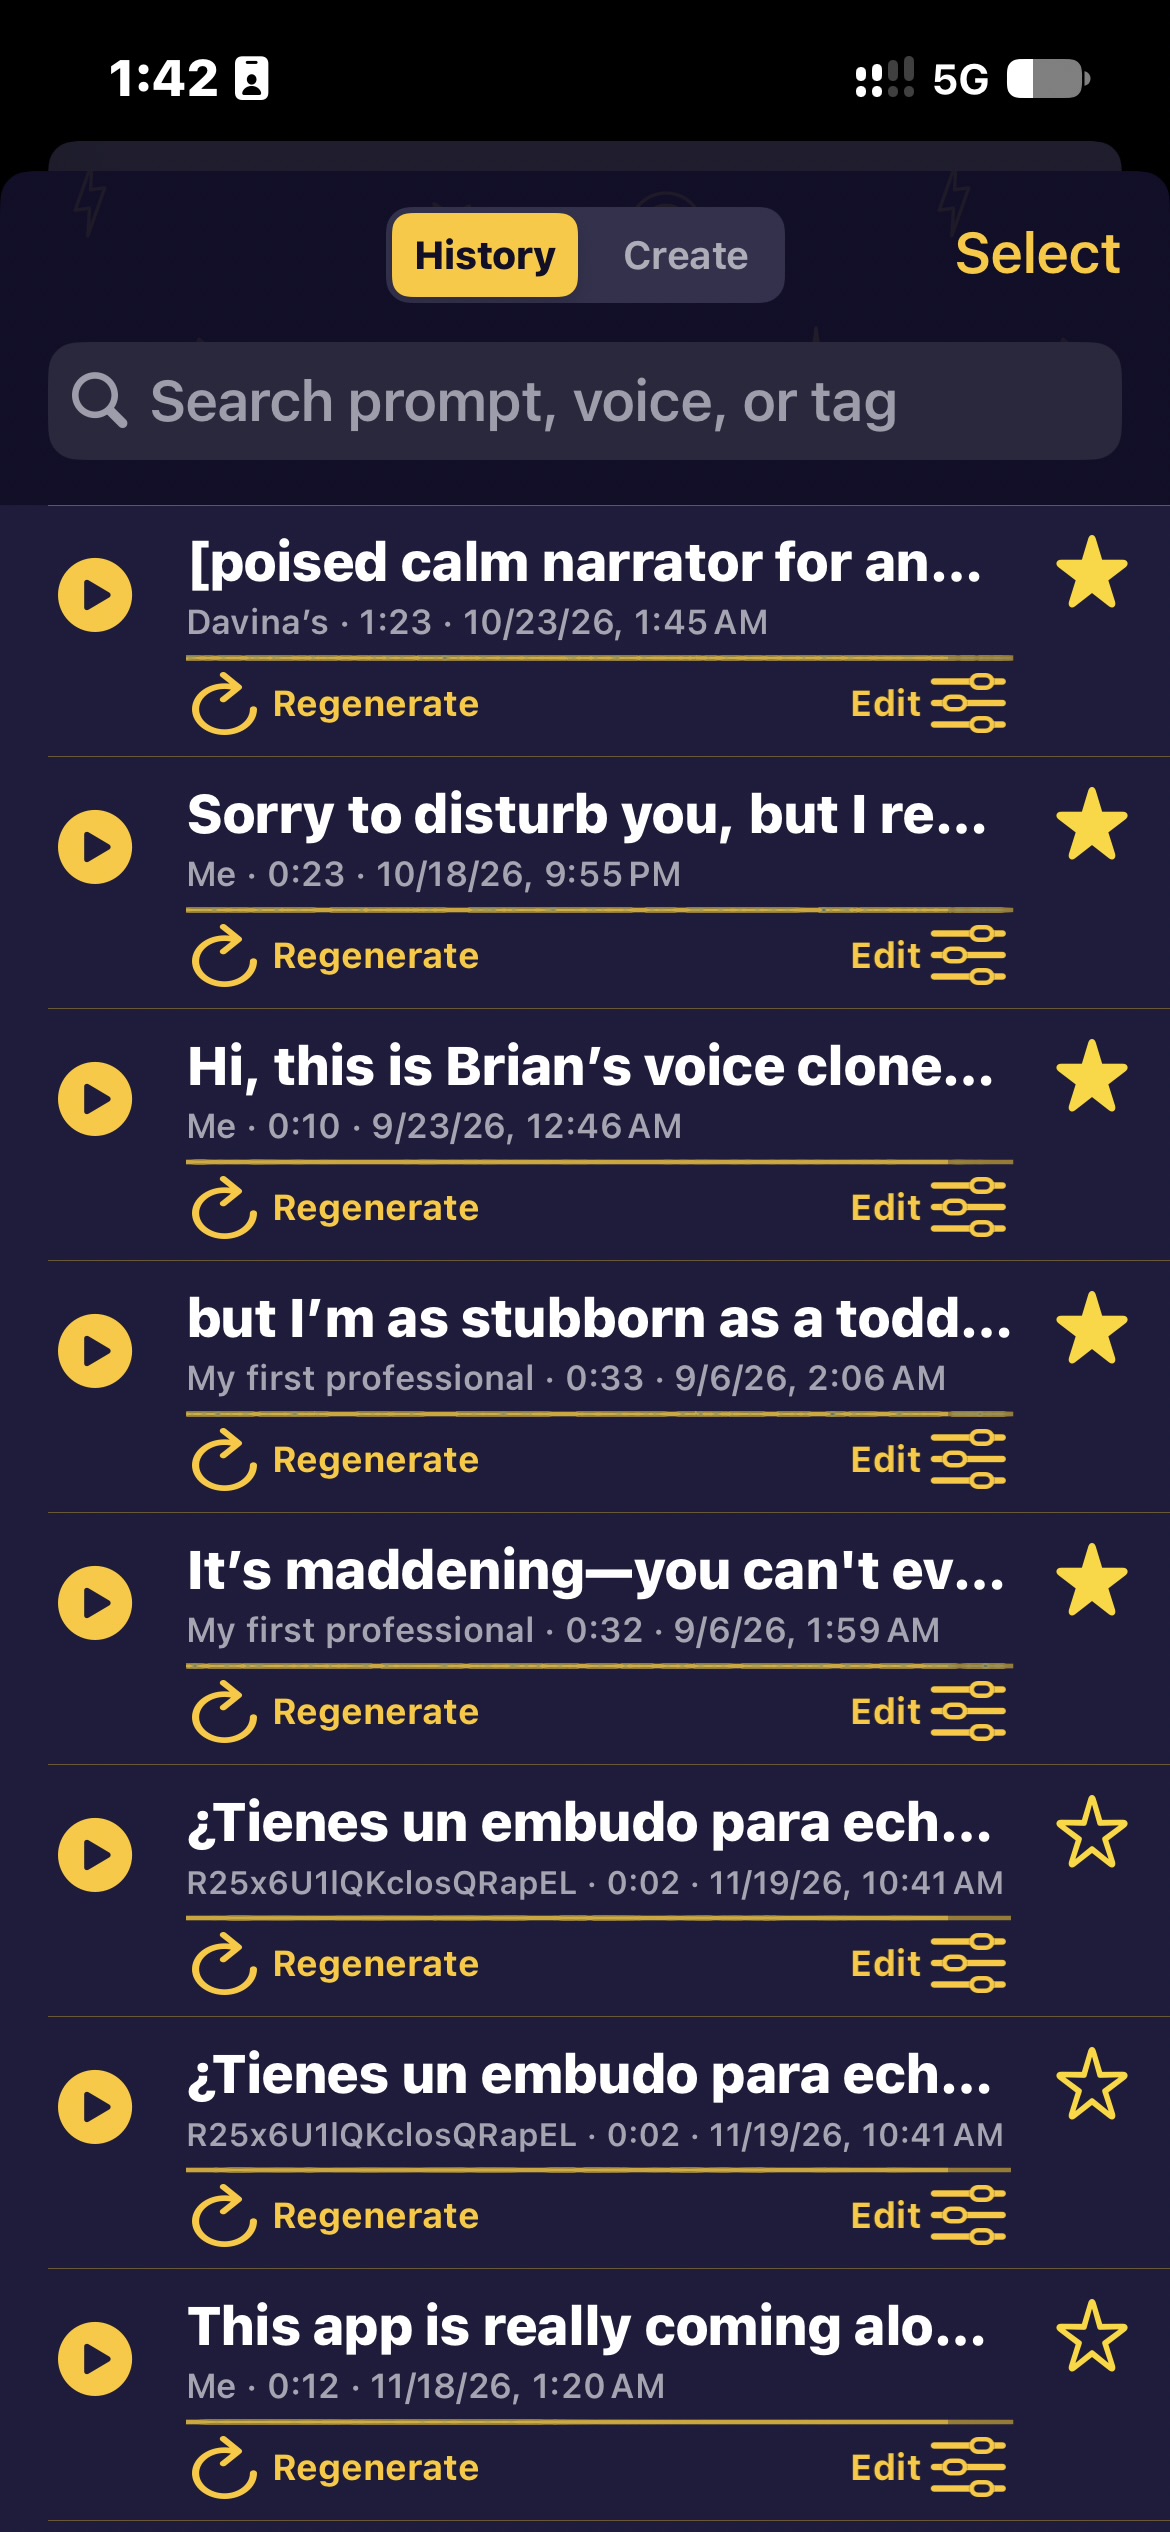 1:42
5G
History
Create
Select
Search prompt, voice, or tag
[poised calm narrator for an...
Davina’s · 1:23 · 10/23/26, 1:45 AM
Regenerate
Edit
Sorry to disturb you, but I re...
Me · 0:23 · 10/18/26, 9:55 PM
Regenerate
Edit
Hi, this is Brian’s voice clone...
Me · 0:10 · 9/23/26, 12:46 AM
Regenerate
Edit
but I’m as stubborn as a todd...
My first professional · 0:33 · 9/6/26, 2:06 AM
Regenerate
Edit
It’s maddening—you can't ev...
My first professional · 0:32 · 9/6/26, 1:59 AM
Regenerate
Edit
¿Tienes un embudo para ech...
R25x6U1lQKclosQRapEL · 0:02 · 11/19/26, 10:41 AM
Regenerate
Edit
¿Tienes un embudo para ech...
R25x6U1lQKclosQRapEL · 0:02 · 11/19/26, 10:41 AM
Regenerate
Edit
This app is really coming alo...
Me · 0:12 · 11/18/26, 1:20 AM
Regenerate
Edit